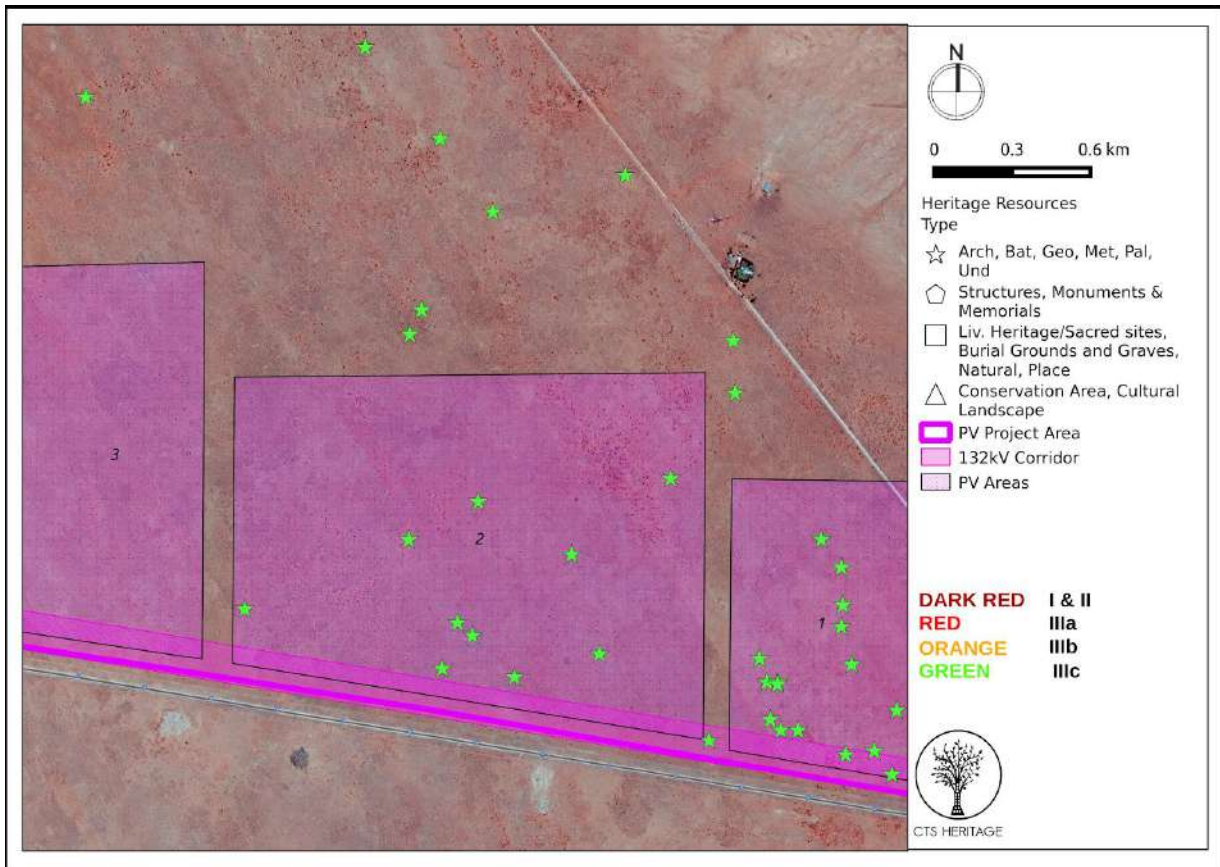 N
0 0.3 0.6 km
Heritage Resources
Type
Arch, Bat, Geo, Met, Pal,
Und
Structures, Monuments &
Memorials
Liv. Heritage/Sacred sites,
Burial Grounds and Graves,
Natural, Place
Conservation Area, Cultural
Landscape
PV Project Area
132kV Corridor
PV Areas
DARK RED I & II
RED IIIa
ORANGE IIIb
GREEN IIIc
CTS HERITAGE
3
2
1